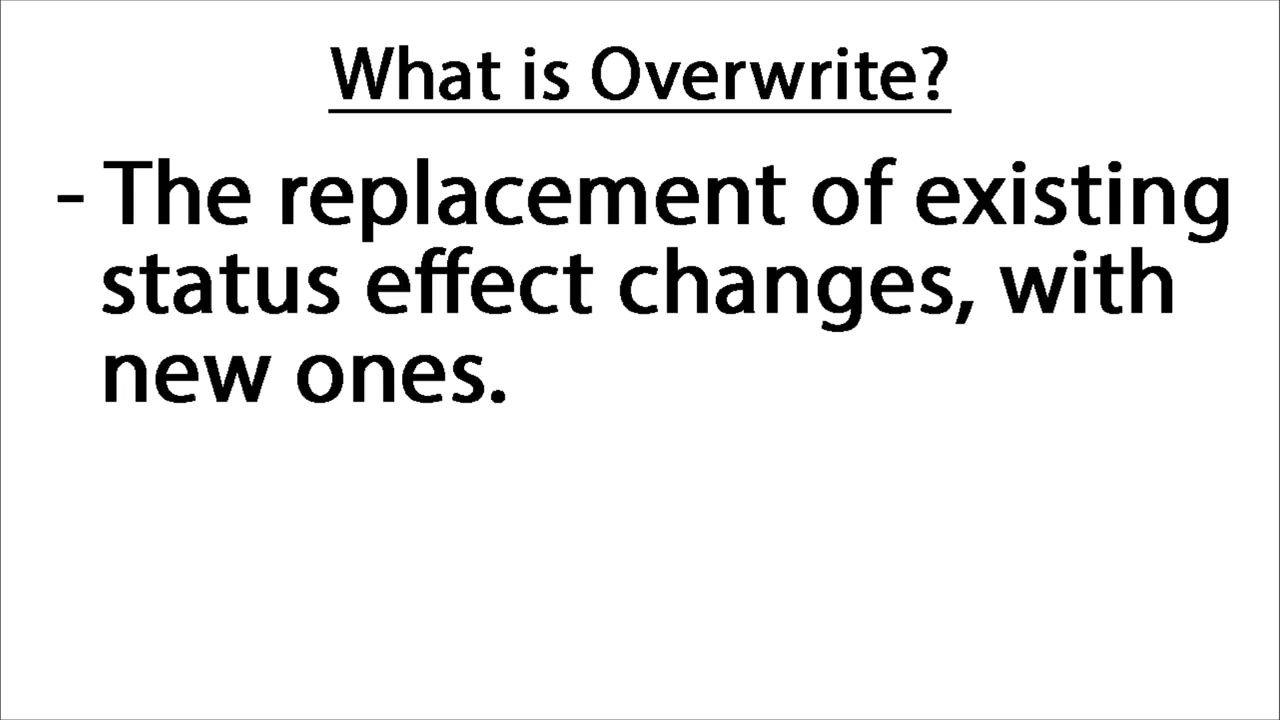 What is Overwrite?
- The replacement of existing
status effect changes, with
new ones.